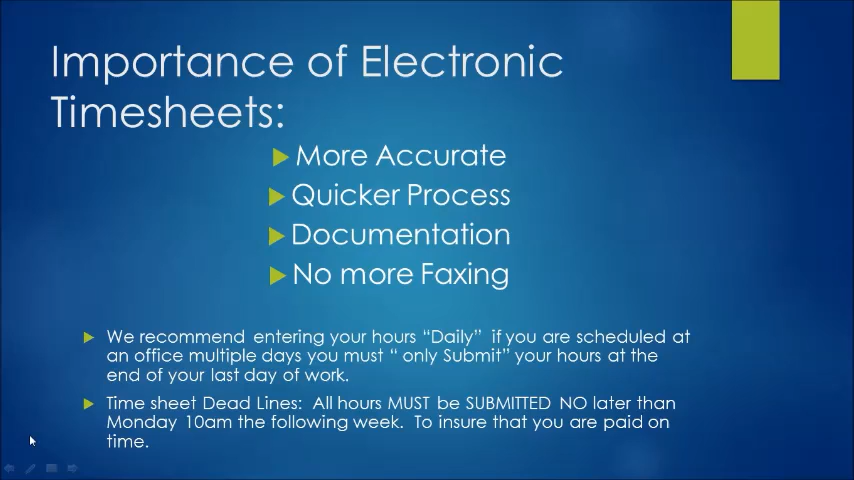 Importance of Electronic
Timesheets:
More Accurate
Quicker Process
Documentation
No more Faxing
We recommend entering your hours “Daily” if you are scheduled at
an office multiple days you must “ only Submit” your hours at the
end of your last day of work.
Time sheet Dead Lines: All hours MUST be SUBMITTED NO later than
Monday 10am the following week. To insure that you are paid on
time.